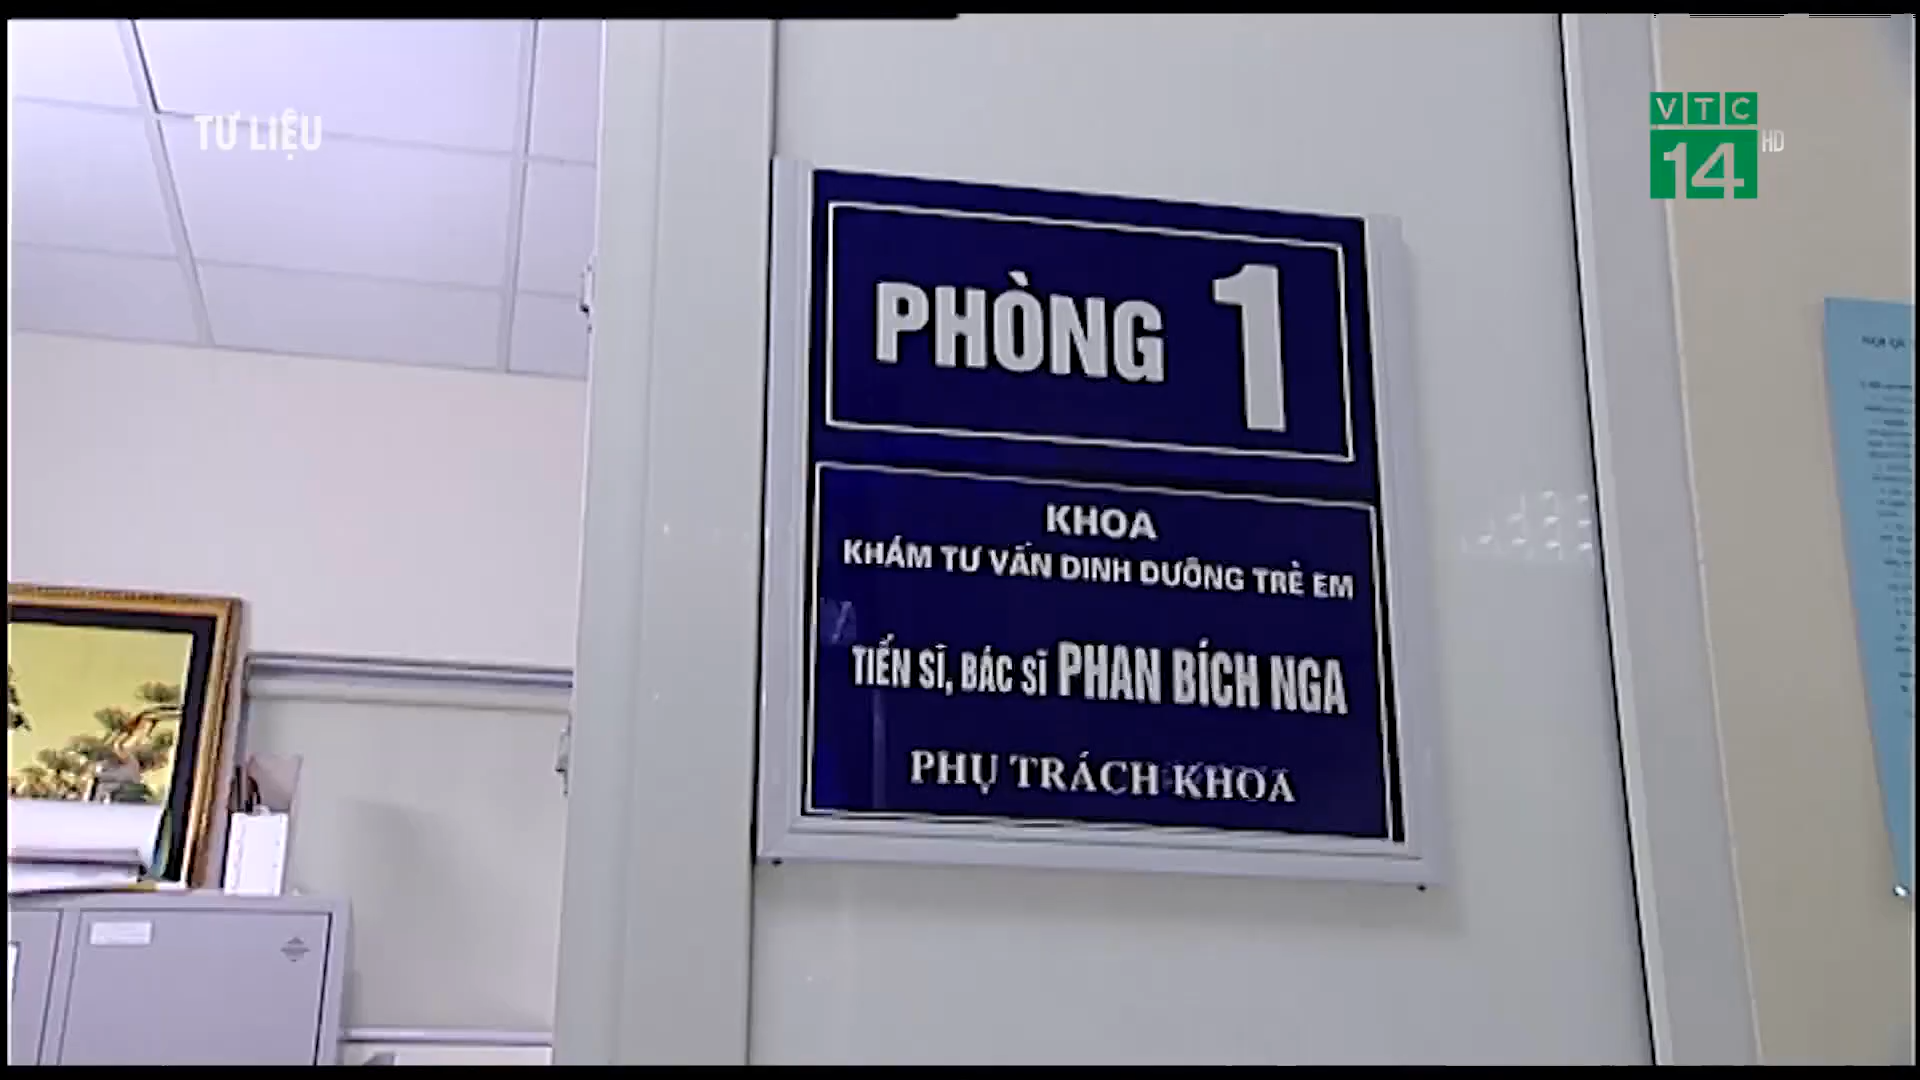 TƯ LIỆU
VTC
14
HD
PHÒNG 1
KHOA
KHÁM TƯ VẤN DINH DƯỠNG TRẺ EM
TIẾN SĨ, BÁC SĨ PHAN BÍCH NGA
PHỤ TRÁCH KHOA